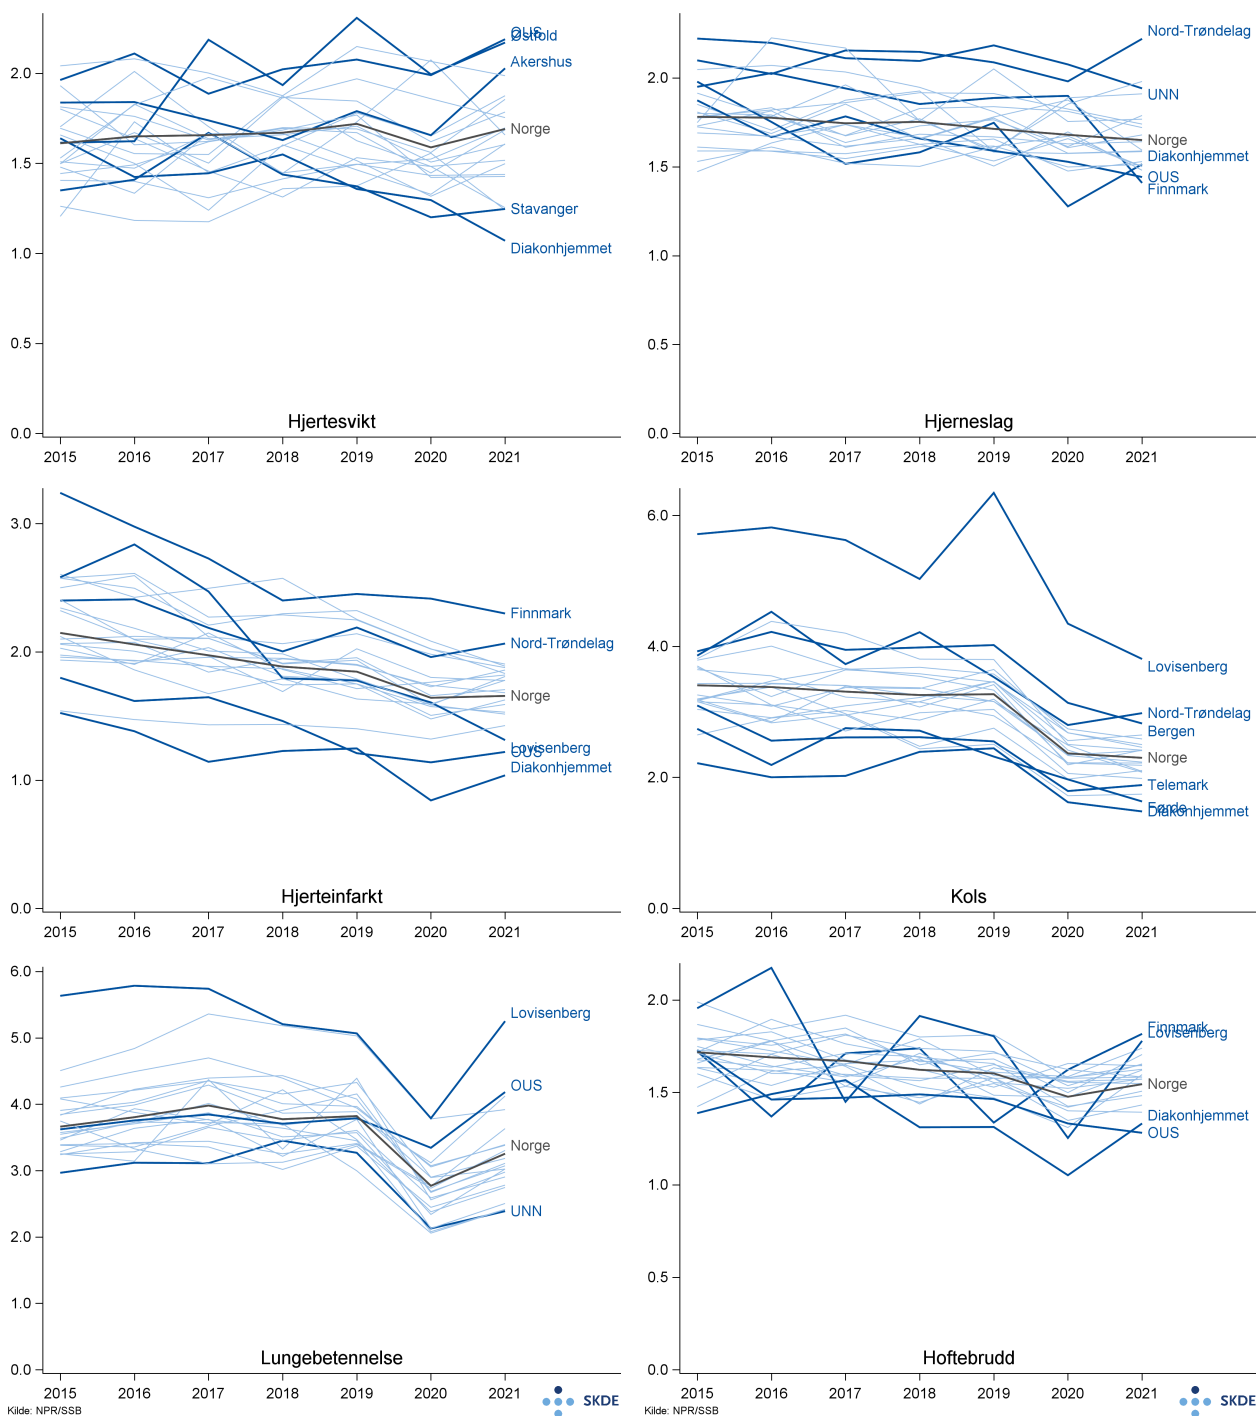 2.0
1.5
1.0
0.5
0.0
OUS
Østfold
Akershus
Norge
Stavanger
Diakonhjemmet
Hjertesvikt
2015 2016 2017 2018 2019 2020 2021
2.0
1.5
1.0
0.5
0.0
Nord-Trøndelag
UNN
Norge
Diakonhjemmet
OUS
Finnmark
Hjerneslag
2015 2016 2017 2018 2019 2020 2021
3.0
2.0
1.0
0.0
Finnmark
Nord-Trøndelag
Norge
Lovisenberg
OUS
Diakonhjemmet
Hjerteinfarkt
2015 2016 2017 2018 2019 2020 2021
6.0
4.0
2.0
0.0
Lovisenberg
Nord-Trøndelag
Bergen
Norge
Telemark
Førde
Diakonhjemmet
Kols
2015 2016 2017 2018 2019 2020 2021
6.0
5.0
4.0
3.0
2.0
1.0
0.0
Lovisenberg
OUS
Norge
UNN
Lungebetennelse
2015 2016 2017 2018 2019 2020 2021
Kilde: NPR/SSB
SKDE
2.0
1.5
1.0
0.5
0.0
Finnmark
Lovisenberg
Norge
Diakonhjemmet
OUS
Hoftebrudd
2015 2016 2017 2018 2019 2020 2021
Kilde: NPR/SSB
SKDE